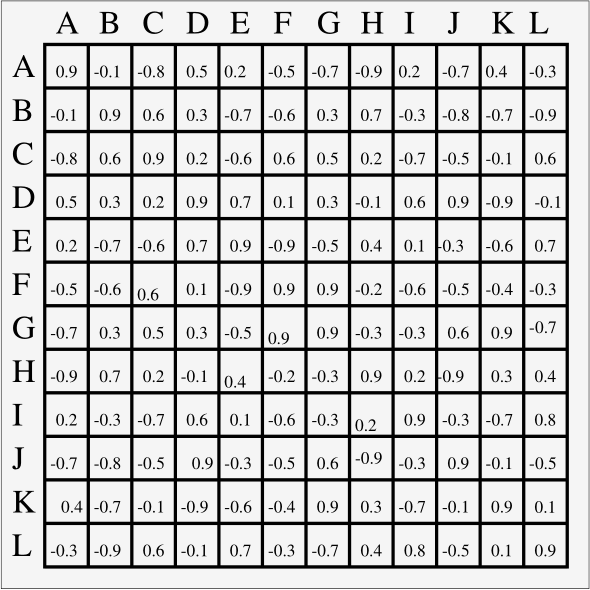 A B C D E F G H I J K L
A 0.9 -0.1 -0.8 0.5 0.2 -0.5 -0.7 -0.9 0.2 -0.7 0.4 -0.3
B -0.1 0.9 0.6 0.3 -0.7 -0.6 0.3 0.7 -0.3 -0.8 -0.7 -0.9
C -0.8 0.6 0.9 0.2 -0.6 0.6 0.5 0.2 -0.7 -0.5 -0.1 0.6
D 0.5 0.3 0.2 0.9 0.7 0.1 0.3 -0.1 0.6 0.9 -0.9 -0.1
E 0.2 -0.7 -0.6 0.7 0.9 -0.9 -0.5 0.4 0.1 -0.3 -0.6 0.7
F -0.5 -0.6 0.6 0.1 -0.9 0.9 0.9 -0.2 -0.6 -0.5 -0.4 -0.3
G -0.7 0.3 0.5 0.3 -0.5 0.9 0.9 -0.3 -0.3 0.6 0.9 -0.7
H -0.9 0.7 0.2 -0.1 0.4 -0.2 -0.3 0.9 0.2 -0.9 0.3 0.4
I 0.2 -0.3 -0.7 0.6 0.1 -0.6 -0.3 0.2 0.9 -0.3 -0.7 0.8
J -0.7 -0.8 -0.5 0.9 -0.3 -0.5 0.6 -0.9 -0.3 0.9 -0.1 -0.5
K 0.4 -0.7 -0.1 -0.9 -0.6 -0.4 0.9 0.3 -0.7 -0.1 0.9 0.1
L -0.3 -0.9 0.6 -0.1 0.7 -0.3 -0.7 0.4 0.8 -0.5 0.1 0.9